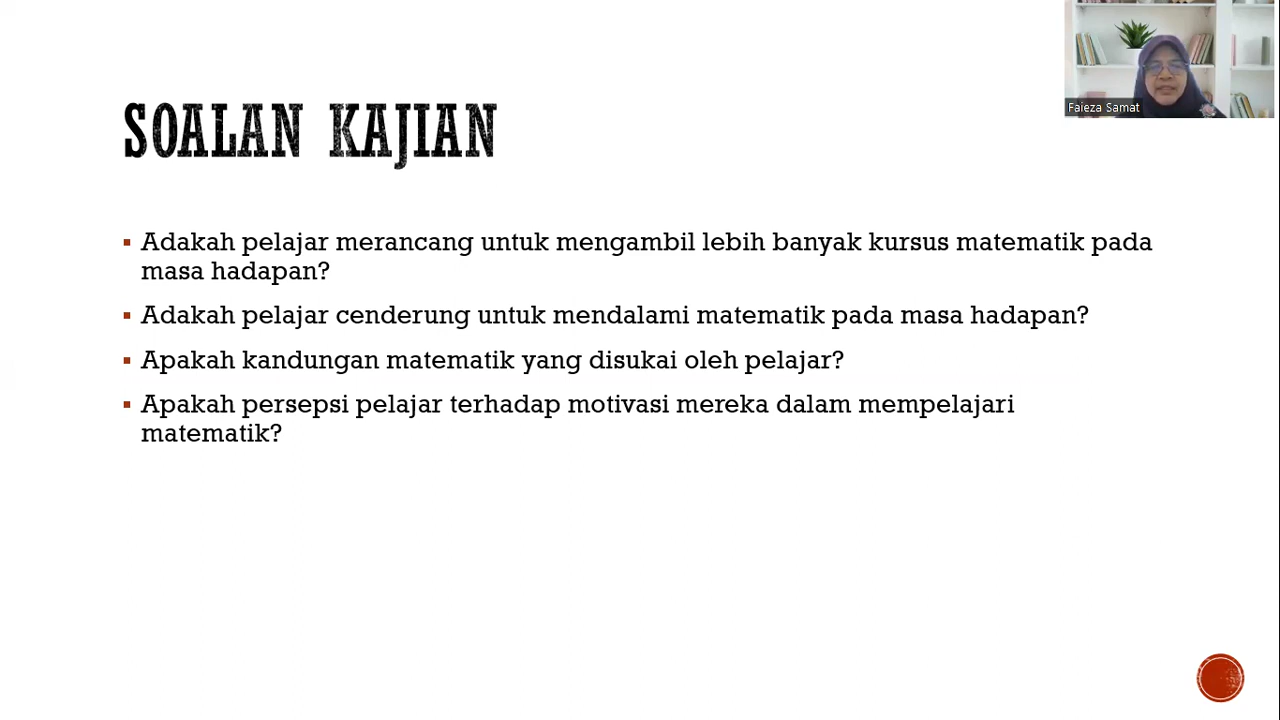 SOALAN KAJIAN
Faieza Samat
▪ Adakah pelajar merancang untuk mengambil lebih banyak kursus matematik pada
masa hadapan?
▪ Adakah pelajar cenderung untuk mendalami matematik pada masa hadapan?
▪ Apakah kandungan matematik yang disukai oleh pelajar?
▪ Apakah persepsi pelajar terhadap motivasi mereka dalam mempelajari
matematik?